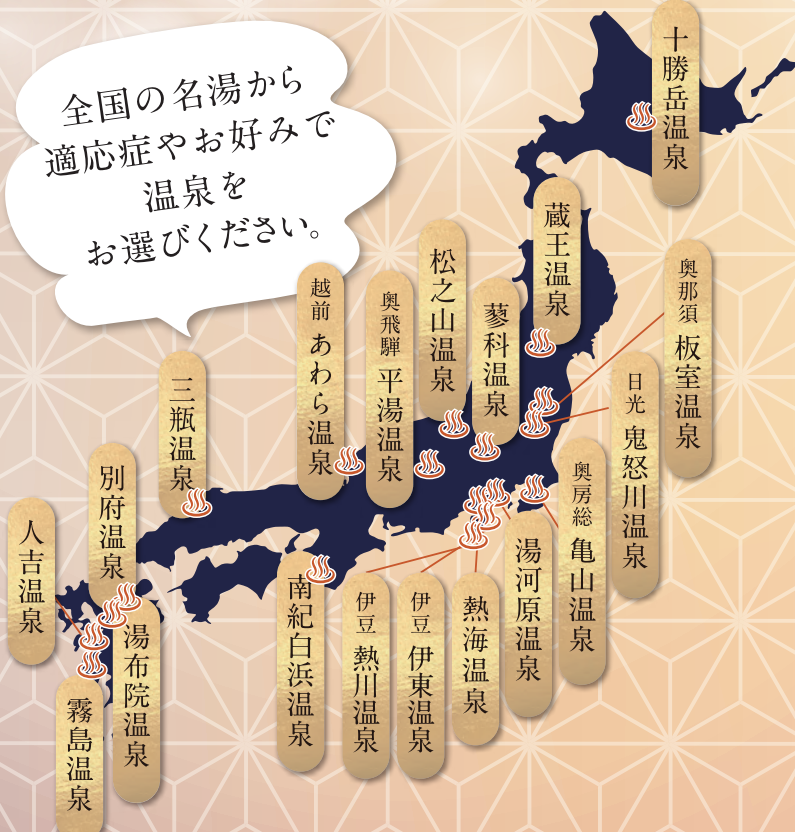 全国の名湯から
適応症やお好みで
温泉を
お選びください。
十勝岳温泉
蔵王温泉
奥那須 板室温泉
日光 鬼怒川温泉
奥房総 亀山温泉
蓼科温泉
松之山温泉
奥飛騨 平湯温泉
越前 あわら温泉
湯河原温泉
熱海温泉
伊豆 伊東温泉
伊豆 熱川温泉
南紀白浜温泉
三瓶温泉
別府温泉
湯布院温泉
人吉温泉
霧島温泉